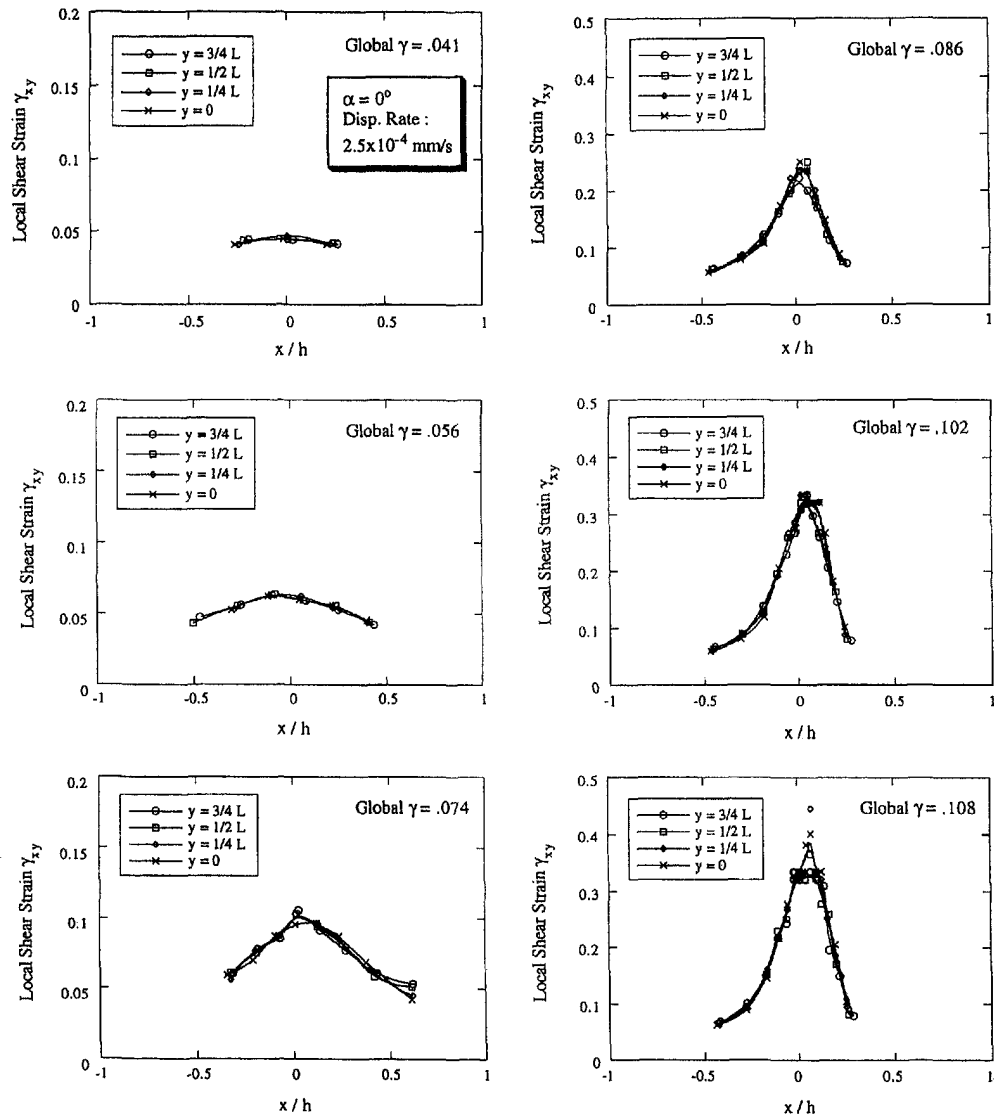 0.2
0.15
0.1
0.05
0
Local Shear Strain γxy
y = 3/4 L
y = 1/2 L
y = 1/4 L
y = 0
Global γ = .041
α = 0°
Disp. Rate :
2.5x10⁻⁴ mm/s
-1 -0.5 0 0.5 1
x / h
0.5
0.4
0.3
0.2
0.1
0
Local Shear Strain γxy
y = 3/4 L
y = 1/2 L
y = 1/4 L
y = 0
Global γ = .086
-1 -0.5 0 0.5 1
x / h
0.2
0.15
0.1
0.05
0
Local Shear Strain γxy
y = 3/4 L
y = 1/2 L
y = 1/4 L
y = 0
Global γ = .056
-1 -0.5 0 0.5 1
x / h
0.5
0.4
0.3
0.2
0.1
0
Local Shear Strain γxy
y = 3/4 L
y = 1/2 L
y = 1/4 L
y = 0
Global γ = .102
-1 -0.5 0 0.5 1
x / h
0.2
0.15
0.1
0.05
0
Local Shear Strain γxy
y = 3/4 L
y = 1/2 L
y = 1/4 L
y = 0
Global γ = .074
-1 -0.5 0 0.5 1
x / h
0.5
0.4
0.3
0.2
0.1
0
Local Shear Strain γxy
y = 3/4 L
y = 1/2 L
y = 1/4 L
y = 0
Global γ = .108
-1 -0.5 0 0.5 1
x / h